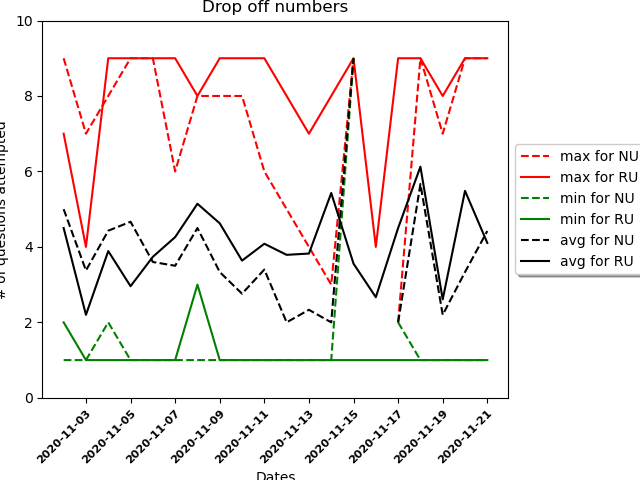 Drop off numbers
10
8
6
4
2
0
of questions attempted
2020-11-03
2020-11-05
2020-11-07
2020-11-09
2020-11-11
2020-11-13
2020-11-15
2020-11-17
2020-11-19
2020-11-21
Dates
max for NU
max for RU
min for NU
min for RU
avg for NU
avg for RU